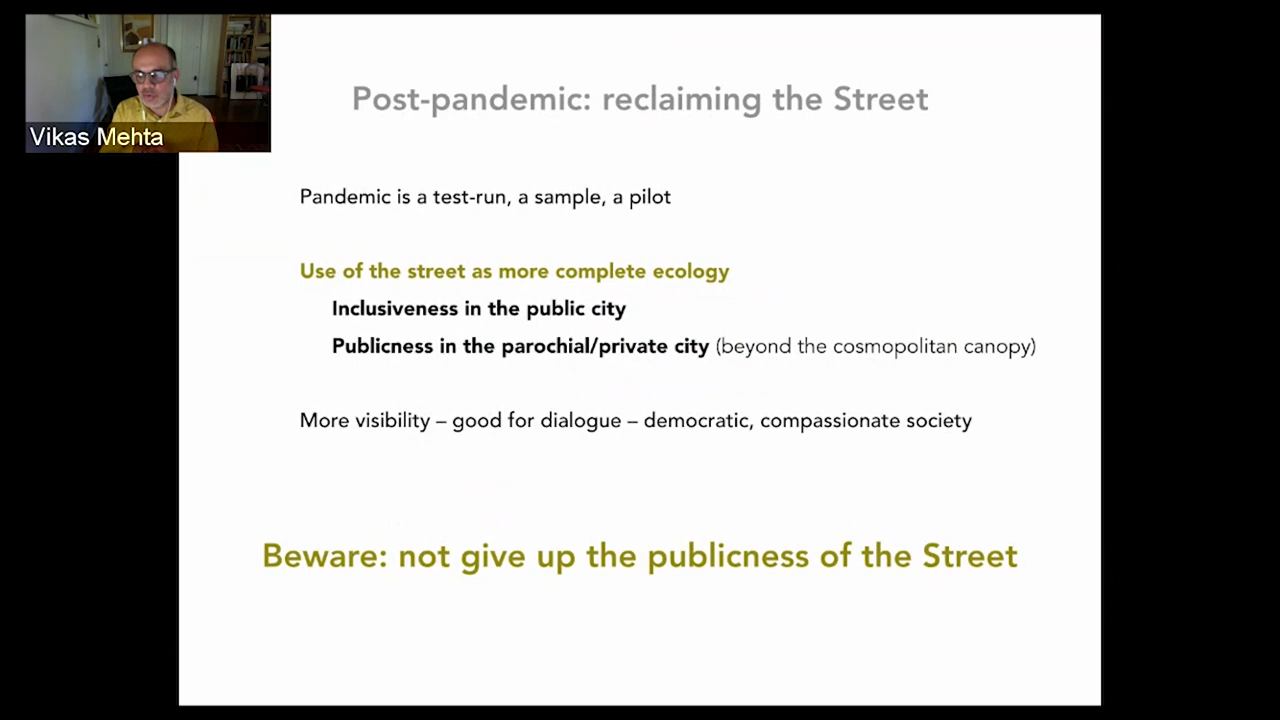 Vikas Mehta
Post-pandemic: reclaiming the Street
Pandemic is a test-run, a sample, a pilot
Use of the street as more complete ecology
Inclusiveness in the public city
Publicness in the parochial/private city (beyond the cosmopolitan canopy)
More visibility – good for dialogue – democratic, compassionate society
Beware: not give up the publicness of the Street